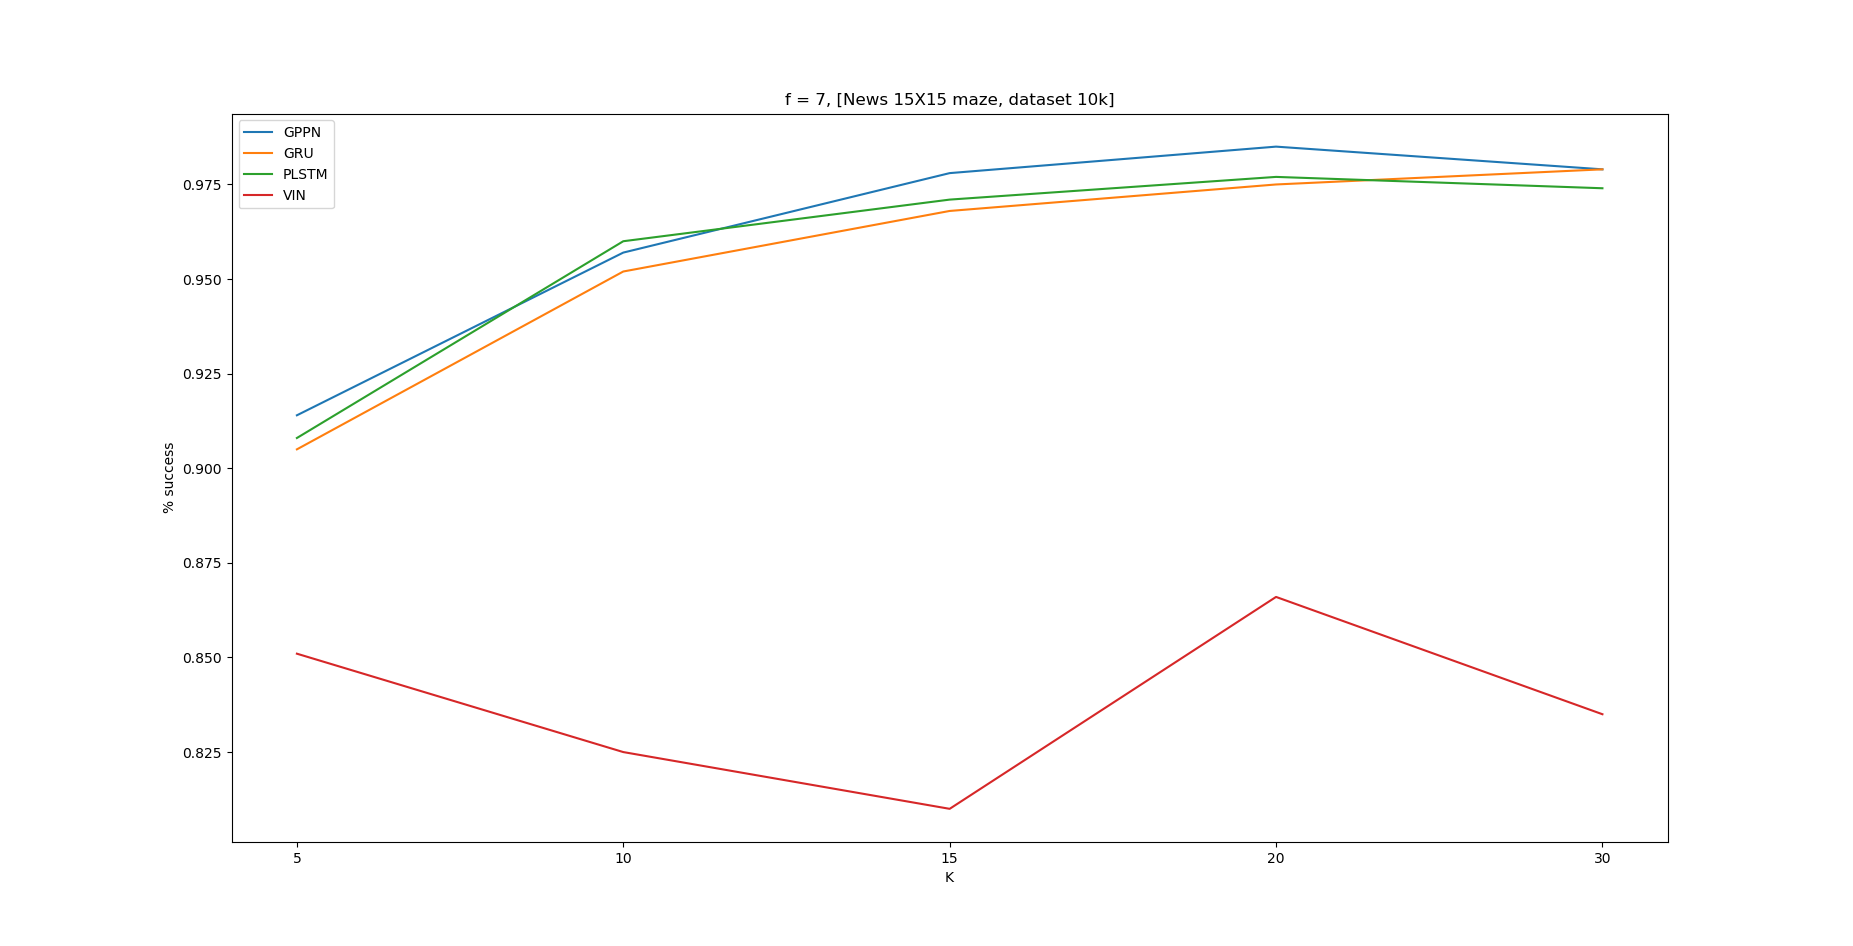 f = 7, [News 15X15 maze, dataset 10k]
GPPN
GRU
PLSTM
VIN
% success
0.975
0.950
0.925
0.900
0.875
0.850
0.825
5 10 15 20 30
K